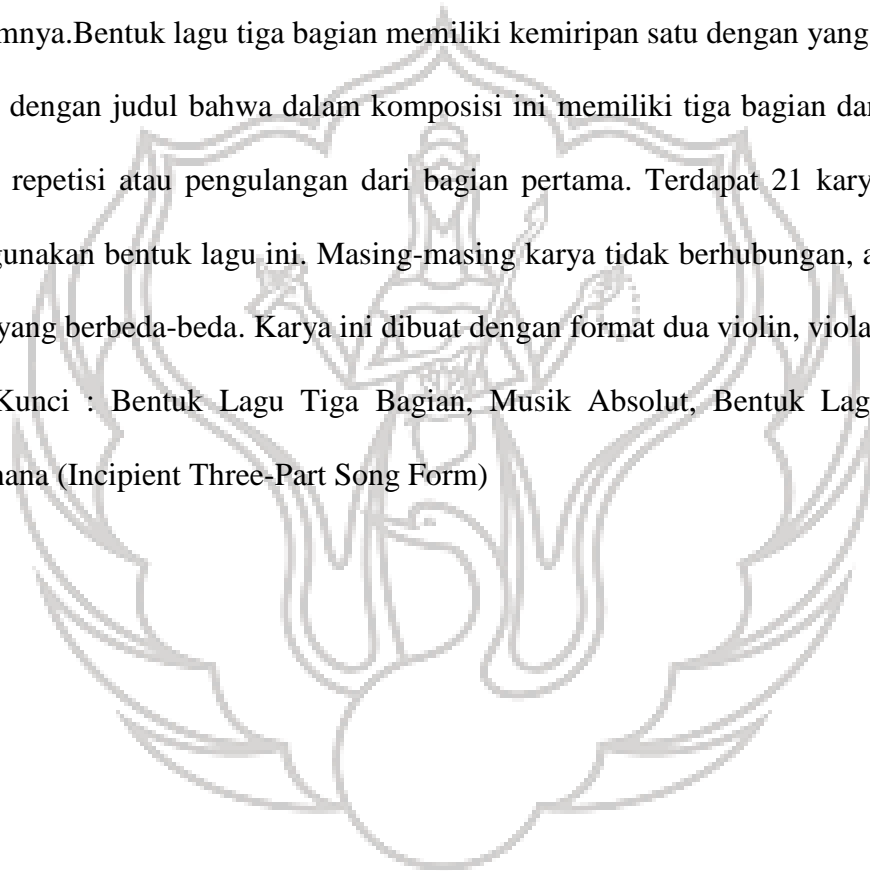 mnya.Bentuk lagu tiga bagian memiliki kemiripan satu dengan yang
dengan judul bahwa dalam komposisi ini memiliki tiga bagian dar
repetisi atau pengulangan dari bagian pertama. Terdapat 21 kary
gunakan bentuk lagu ini. Masing-masing karya tidak berhubungan, a
yang berbeda-beda. Karya ini dibuat dengan format dua violin, viola
Kunci : Bentuk Lagu Tiga Bagian, Musik Absolut, Bentuk Lag
hana (Incipient Three-Part Song Form)